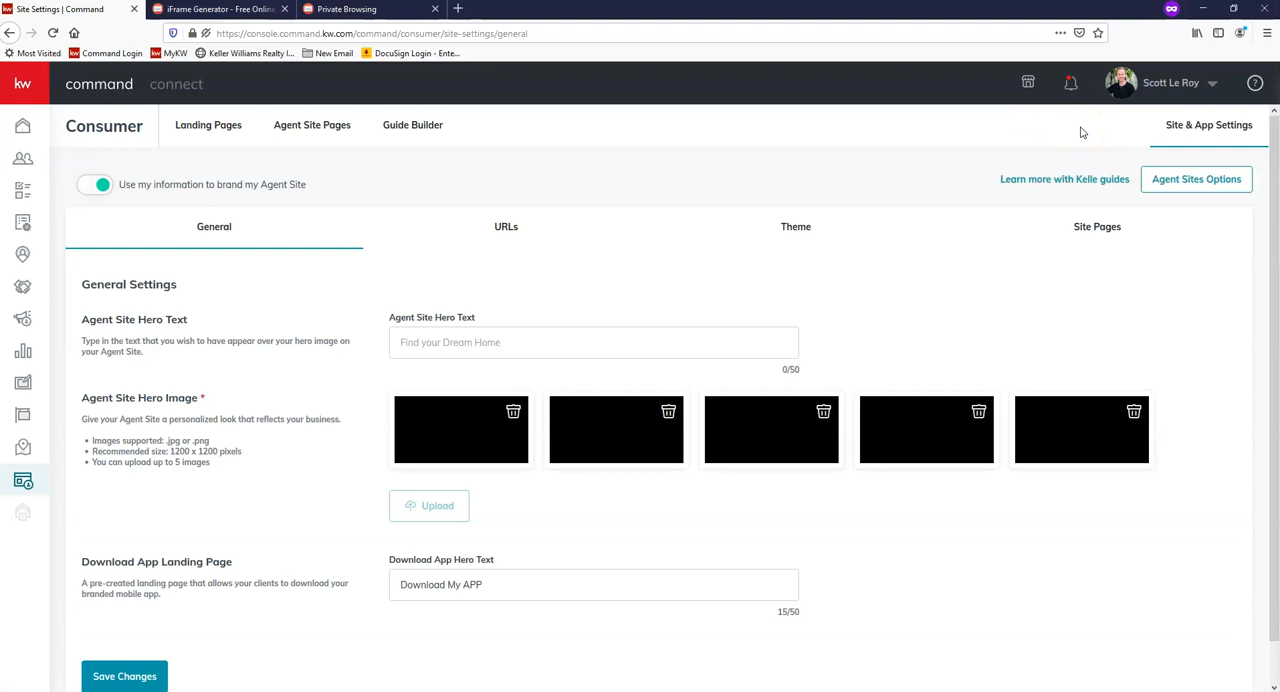 Site Settings | Command
iFrame Generator - Free Onlin
Private Browsing
https://console.command.kw.com/command/consumer/site-settings/general
Most Visited
Command Login
MyKW
Keller Williams Realty I...
New Email
DocuSign Login - Ente...
kw
command
connect
Scott Le Roy
Consumer
Landing Pages
Agent Site Pages
Guide Builder
Site & App Settings
Use my information to brand my Agent Site
Learn more with Kelle guides
Agent Sites Options
General
URLs
Theme
Site Pages
General Settings
Agent Site Hero Text
Type in the text that you wish to have appear over your hero image on
your Agent Site.
Agent Site Hero Text
Find your Dream Home
0/50
Agent Site Hero Image *
Give your Agent Site a personalized look that reflects your business.
• Images supported: .jpg or .png
• Recommended size: 1200 x 1200 pixels
• You can upload up to 5 images
Upload
Download App Landing Page
A pre-created landing page that allows your clients to download your
branded mobile app.
Download App Hero Text
Download My APP
15/50
Save Changes